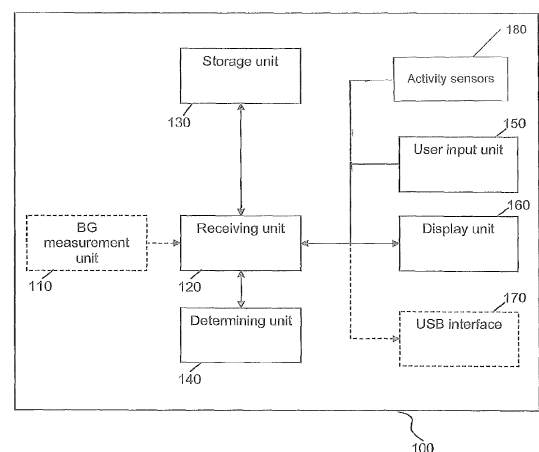 180
Storage unit
Activity sensors
130
150
User input unit
160
BG
measurement
unit
Receiving unit
Display unit
110
120
170
Determining unit
USB interface
140
100